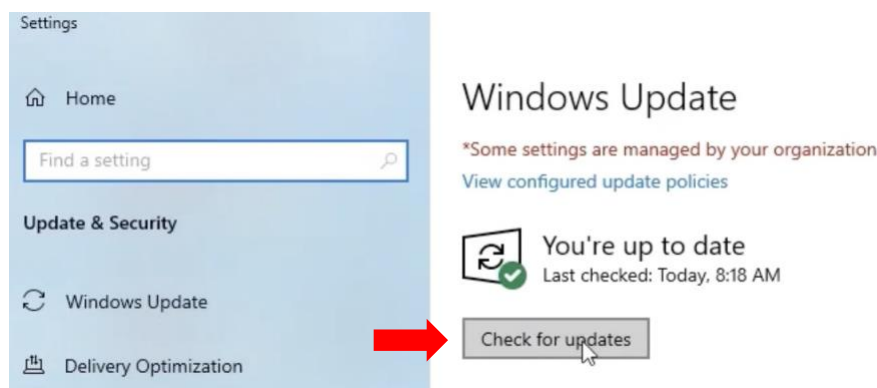 Settings
Home
Find a setting
Update & Security
Windows Update
Delivery Optimization
Windows Update
*Some settings are managed by your organization
View configured update policies
You're up to date
Last checked: Today, 8:18 AM
Check for updates